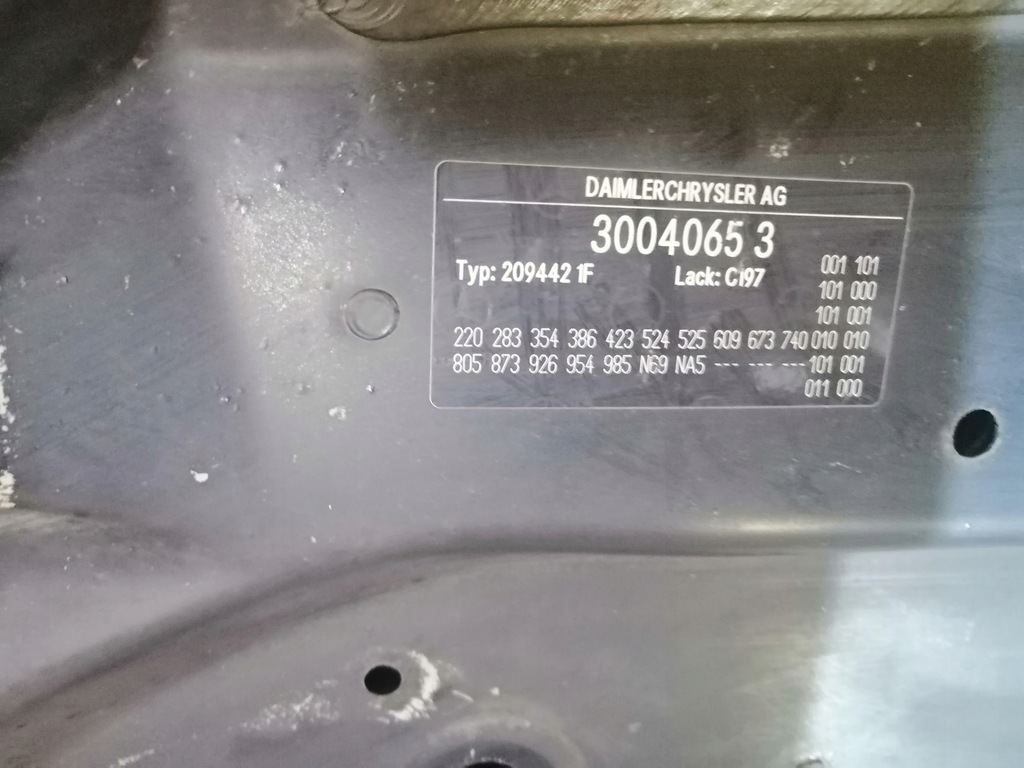 DAIMLERCHRYSLER AG
3004065 3
Typ: 209442 1F Lack: Ci97 001 101
101 000
101 001
220 283 354 386 423 524 525 609 673 740 010 010
805 873 926 954 985 N69 NA5 --- --- --- 101 001
011 000